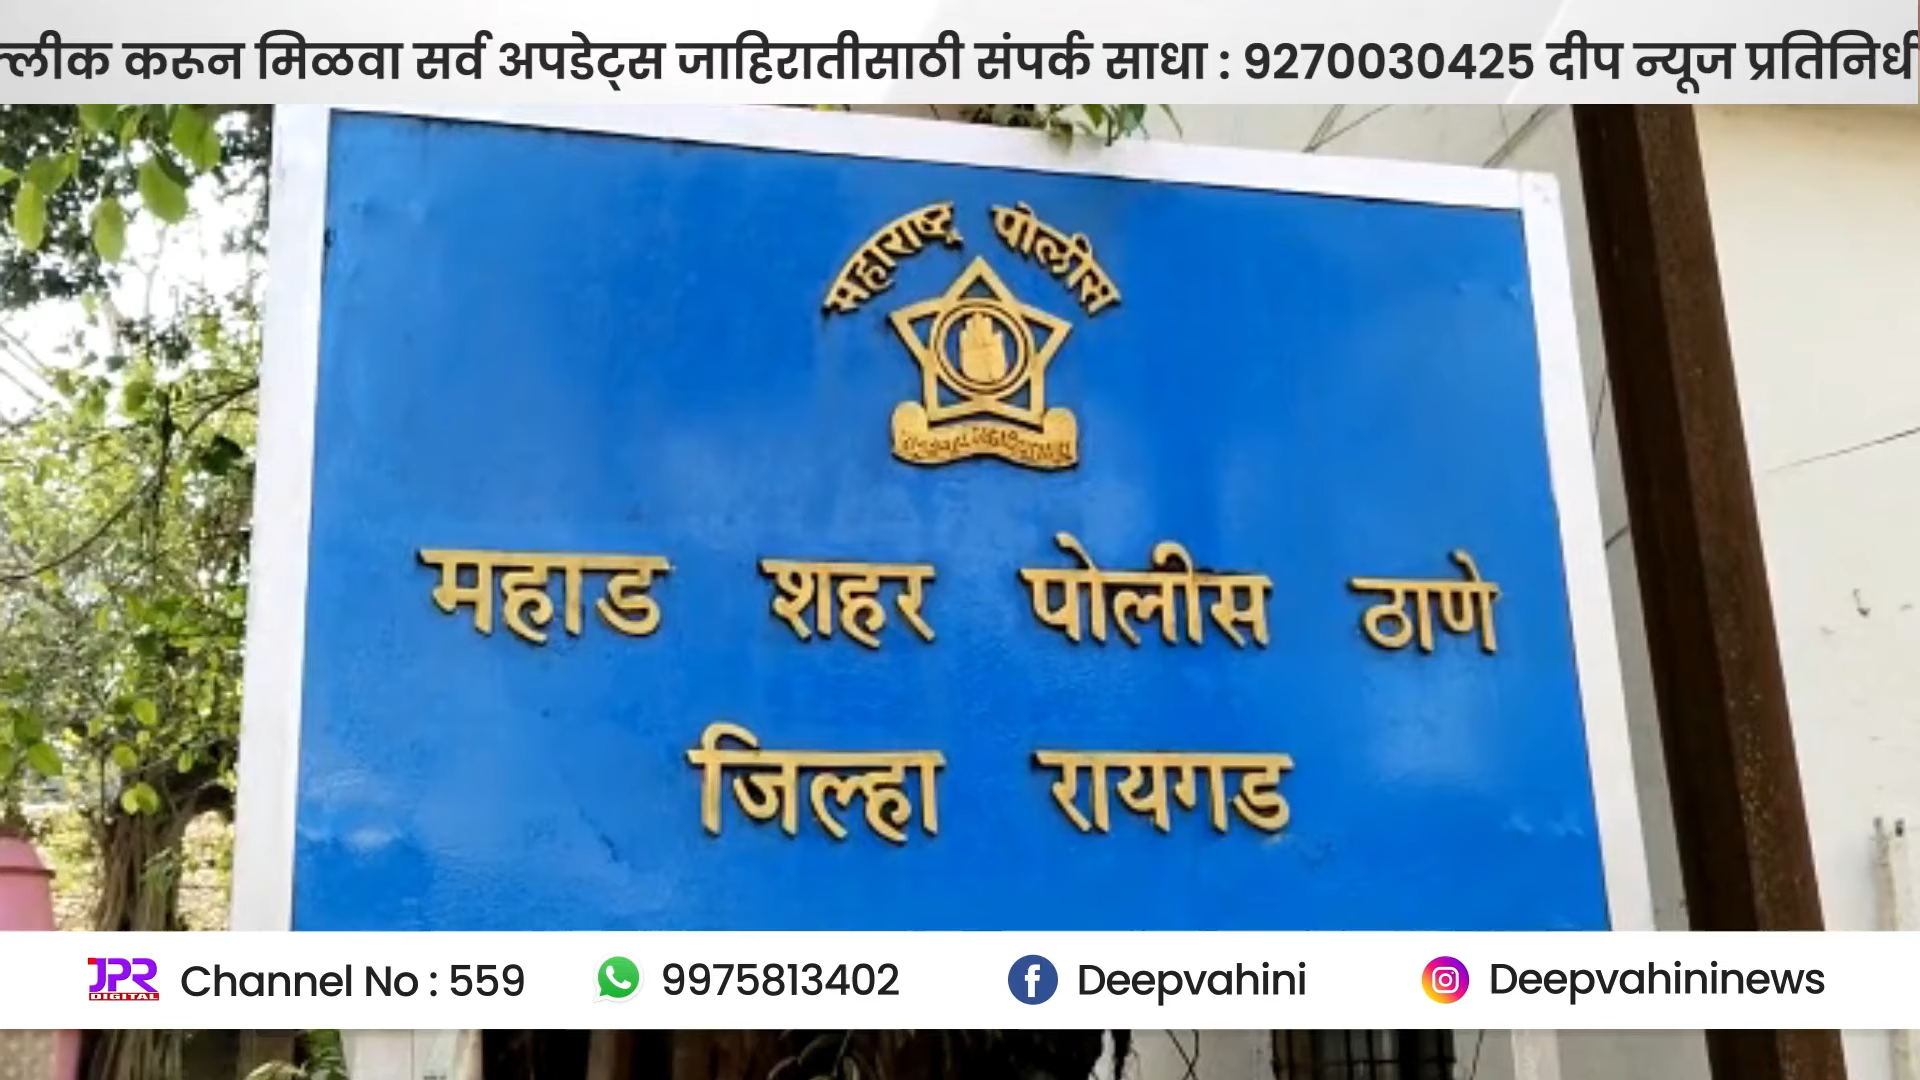 ल्लीक करून मिळवा सर्व अपडेट्स जाहिरातीसाठी संपर्क साधा : 9270030425 दीप न्यूज प्रतिनिधी
महाराष्ट्र पोलीस
महाड शहर पोलीस ठाणे
जिल्हा रायगड
JPR DIGITAL Channel No : 559 9975813402 Deepvahini Deepvahininews